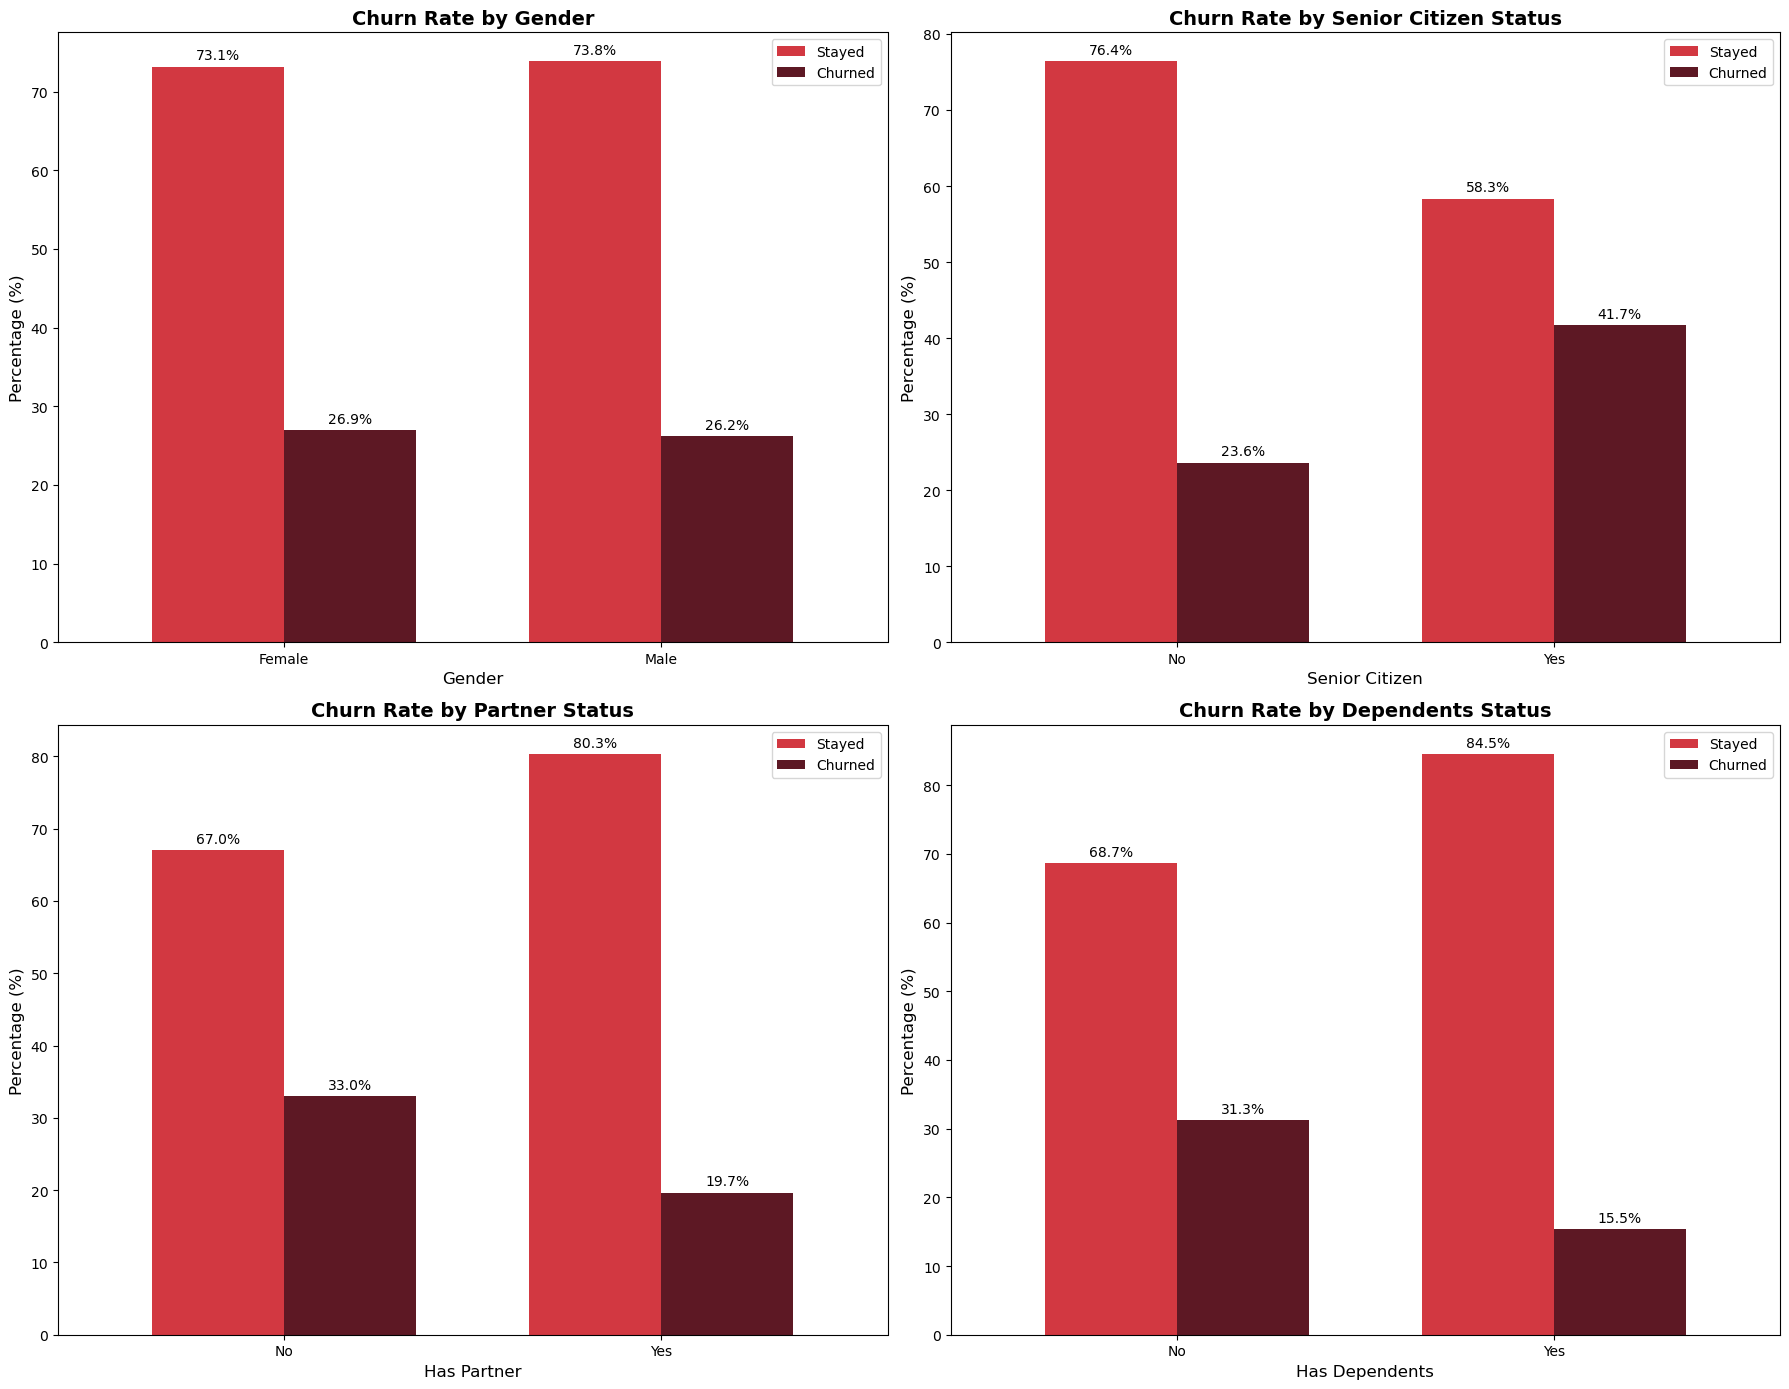 Churn Rate by Gender
Stayed
Churned
73.1%
73.8%
26.9%
26.2%
70
60
50
40
30
20
10
0
Percentage (%)
Female
Male
Gender
Churn Rate by Senior Citizen Status
Stayed
Churned
76.4%
58.3%
41.7%
23.6%
80
70
60
50
40
30
20
10
0
Percentage (%)
No
Yes
Senior Citizen
Churn Rate by Partner Status
Stayed
Churned
80.3%
67.0%
33.0%
19.7%
80
70
60
50
40
30
20
10
0
Percentage (%)
No
Yes
Has Partner
Churn Rate by Dependents Status
Stayed
Churned
84.5%
68.7%
31.3%
15.5%
80
70
60
50
40
30
20
10
0
Percentage (%)
No
Yes
Has Dependents